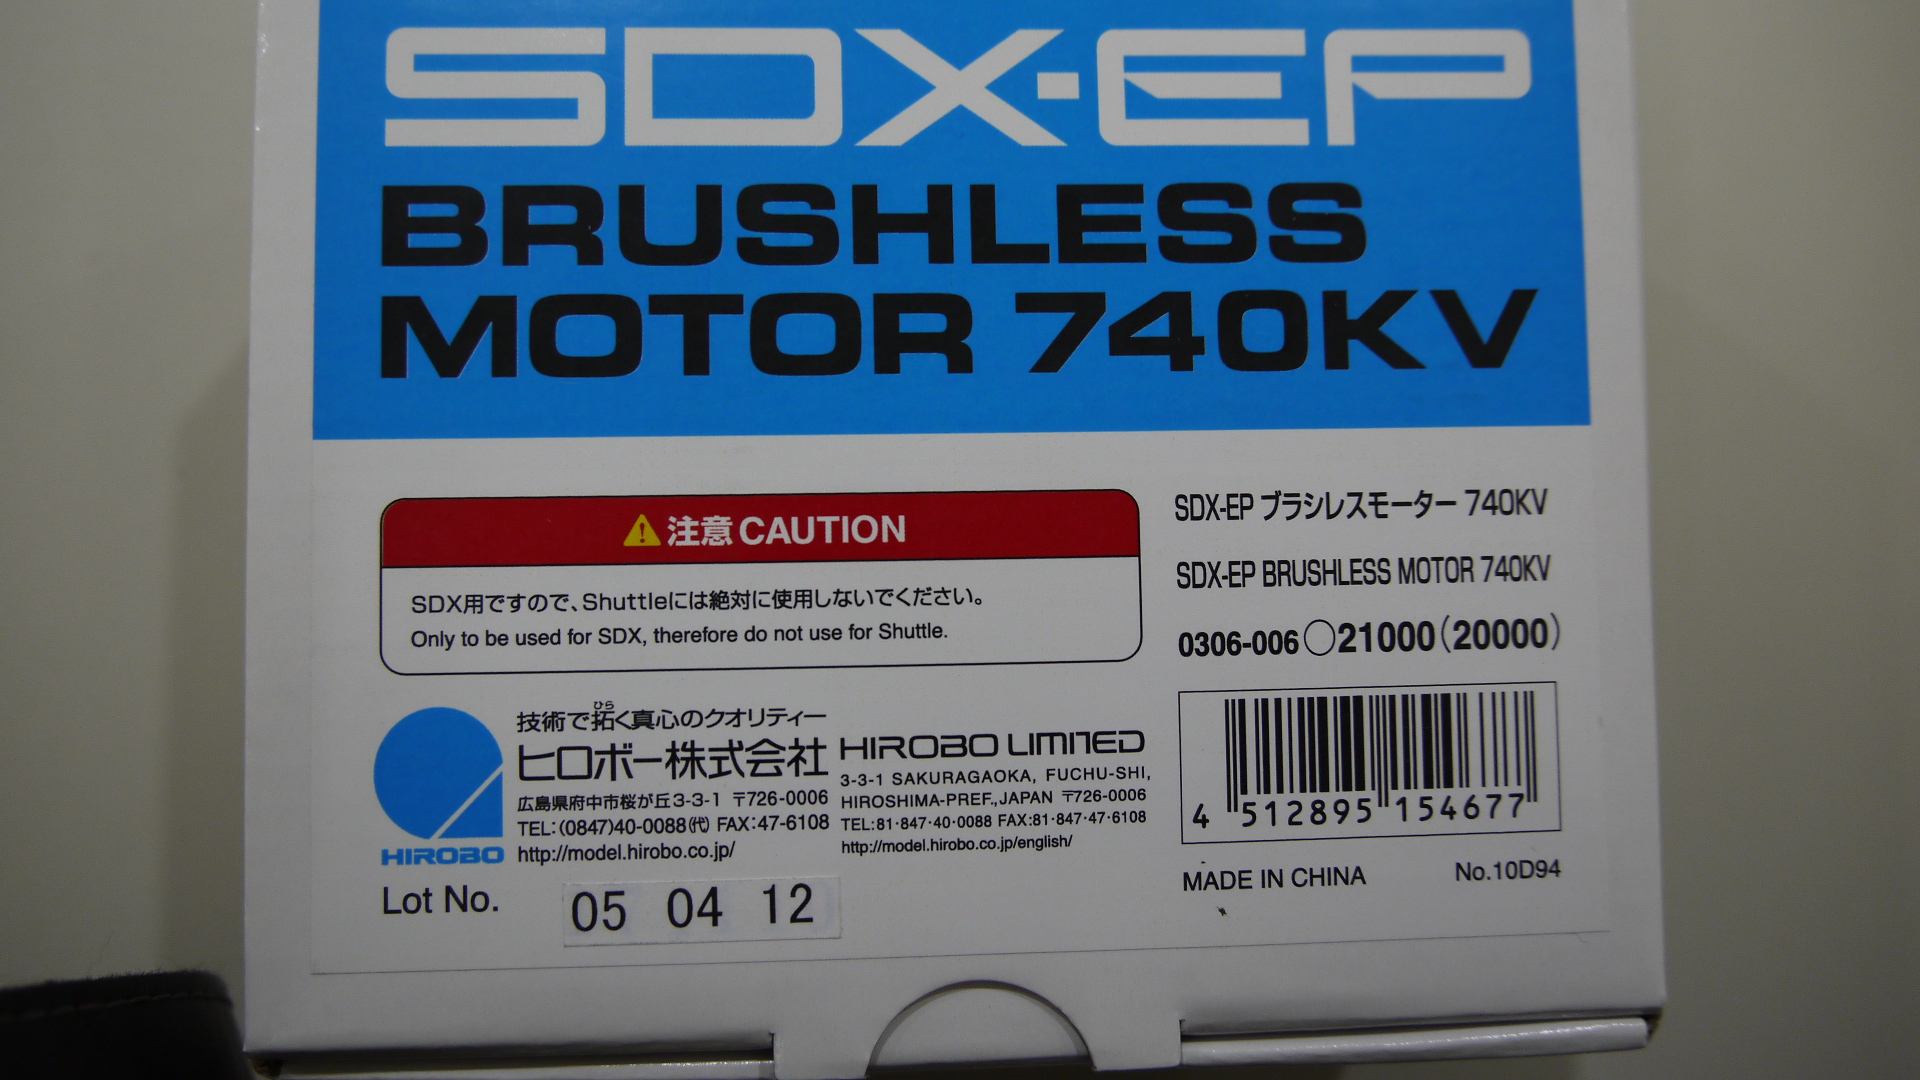 SDX·EP
BRUSHLESS
MOTOR 740KV
注意 CAUTION
SDX用ですので、Shuttleには絶対に使用しないでください。
Only to be used for SDX, therefore do not use for Shuttle.
SDX-EP ブラシレスモーター 740KV
SDX-EP BRUSHLESS MOTOR 740KV
0306-006○21000(20000)
4 512895 154677
MADE IN CHINA No.10D94
ひら
技術で拓く真心のクオリティー
ヒロボー株式会社
広島県府中市桜が丘3-3-1 〒726-0006
TEL:(0847)40-0088㈹ FAX:47-6108
http://model.hirobo.co.jp/
HIROBO LIMITED
3-3-1 SAKURAGAOKA, FUCHU-SHI,
HIROSHIMA-PREF.,JAPAN 〒726-0006
TEL:81·847·40·0088 FAX:81·847·47·6108
http://model.hirobo.co.jp/english/
HIROBO
Lot No. 05 04 12